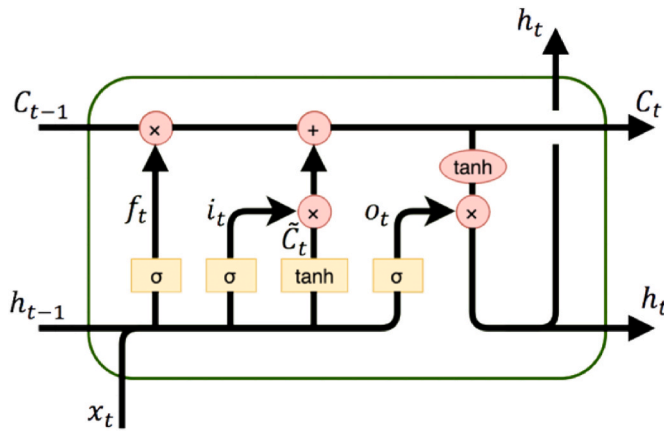 h_t
C_{t-1}
C_t
×
+
tanh
f_t
i_t
×
o_t
×
C̃_t
σ
σ
tanh
σ
h_{t-1}
h_t
x_t